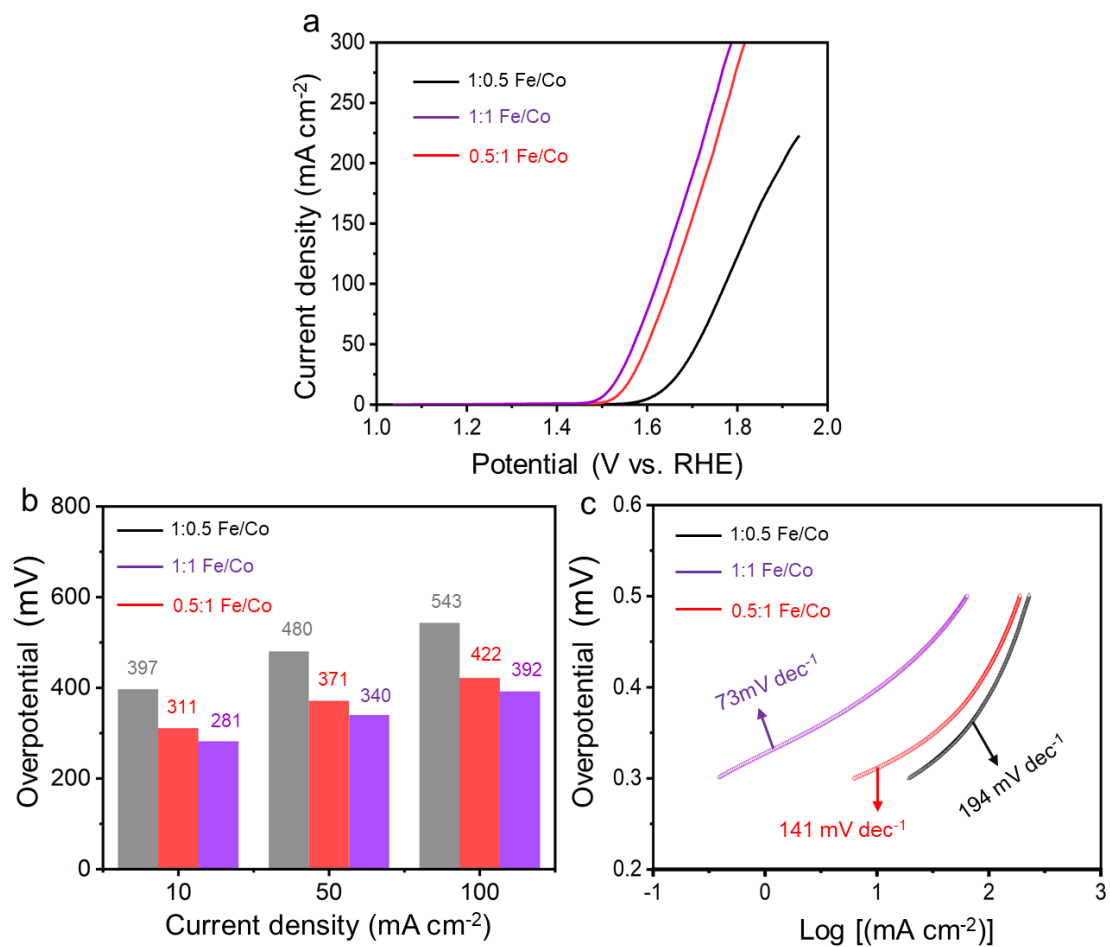 a
Current density (mA cm⁻²)
300
250
200
150
100
50
0
1:0.5 Fe/Co
1:1 Fe/Co
0.5:1 Fe/Co
1.0
1.2
1.4
1.6
1.8
2.0
Potential (V vs. RHE)
b
Overpotential (mV)
800
600
400
200
0
1:0.5 Fe/Co
1:1 Fe/Co
0.5:1 Fe/Co
397
311
281
480
371
340
543
422
392
10
50
100
Current density (mA cm⁻²)
c
Overpotential (mV)
0.6
0.5
0.4
0.3
0.2
1:0.5 Fe/Co
1:1 Fe/Co
0.5:1 Fe/Co
73mV dec⁻¹
141 mV dec⁻¹
194 mV dec⁻¹
-1
0
1
2
3
Log [(mA cm⁻²)]